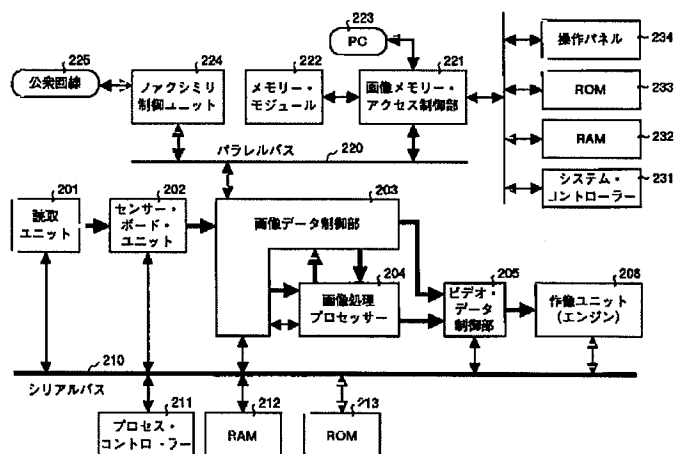 223
PC
225
公衆回線
224
ファクシミリ
制御ユニット
222
メモリー・
モジュール
221
画像メモリー・
アクセス制御部
操作パネル
234
ROM
233
RAM
232
システム・
コントローラー
231
パラレルバス
220
201
読取
ユニット
202
センサー・
ボード・
ユニット
203
画像データ制御部
204
画像処理
プロセッサー
205
ビデオ・
データ
制御部
206
作像ユニット
(エンジン)
210
シリアルバス
211
プロセス・
コントローラー
212
RAM
213
ROM